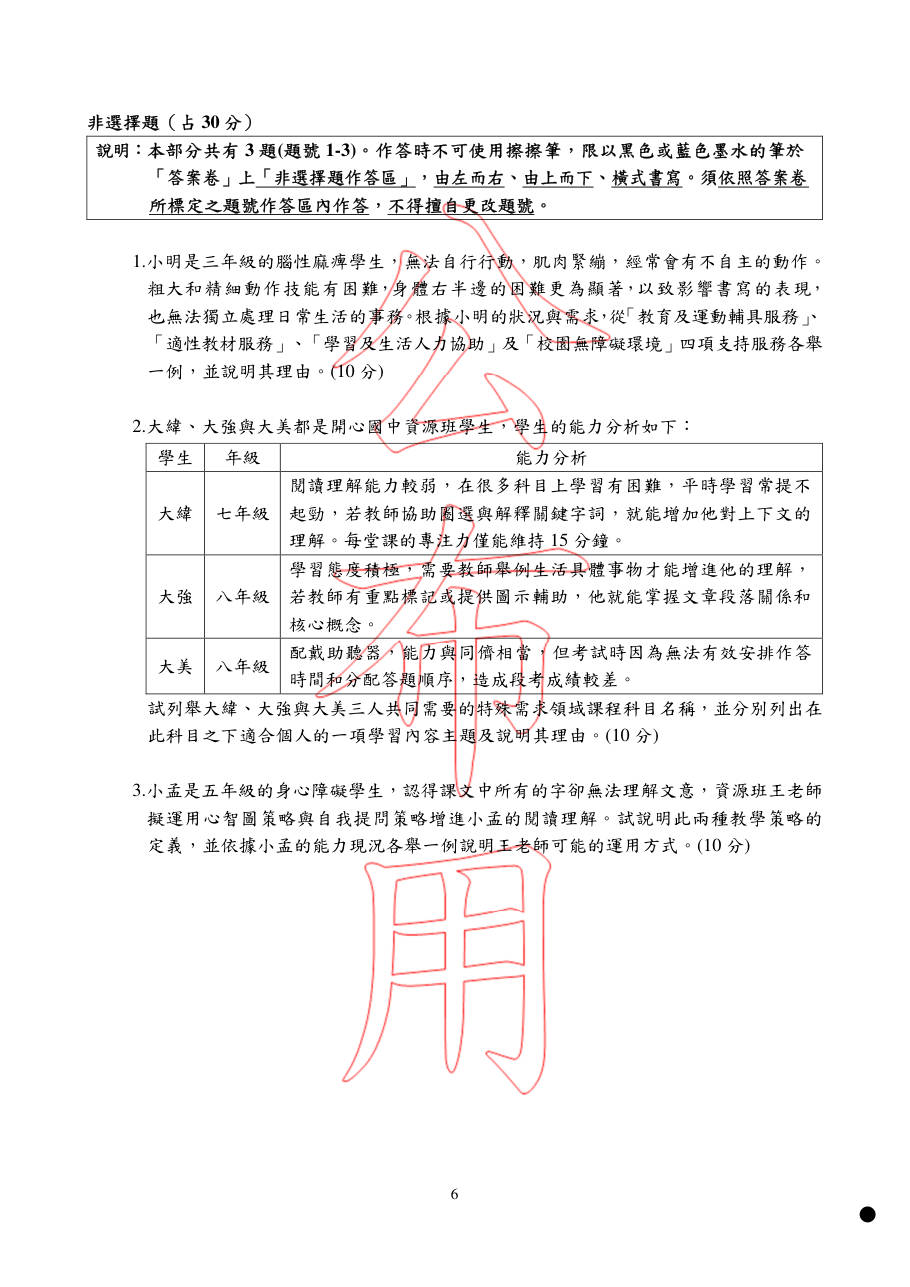 非選擇題（占 30 分）
說明：本部分共有 3 題(題號 1-3)。作答時不可使用擦擦筆，限以黑色或藍色墨水的筆於
「答案卷」上「非選擇題作答區」，由左而右、由上而下、橫式書寫。須依照答案卷
所標定之題號作答區內作答，不得擅自更改題號。
1.小明是三年級的腦性麻痺學生，無法自行行動，肌肉緊繃，經常會有不自主的動作。
粗大和精細動作技能有困難，身體右半邊的困難更為顯著，以致影響書寫的表現，
也無法獨立處理日常生活的事務。根據小明的狀況與需求，從「教育及運動輔具服務」、
「適性教材服務」、「學習及生活人力協助」及「校園無障礙環境」四項支持服務各舉
一例，並說明其理由。(10 分)
2.大緯、大強與大美都是開心國中資源班學生，學生的能力分析如下：
學生 年級 能力分析
大緯 七年級 閱讀理解能力較弱，在很多科目上學習有困難，平時學習常提不
起勁，若教師協助圈選與解釋關鍵字詞，就能增加他對上下文的
理解。每堂課的專注力僅能維持 15 分鐘。
大強 八年級 學習態度積極，需要教師舉例生活具體事物才能增進他的理解，
若教師有重點標記或提供圖示輔助，他就能掌握文章段落關係和
核心概念。
大美 八年級 配戴助聽器，能力與同儕相當，但考試時因為無法有效安排作答
時間和分配答題順序，造成段考成績較差。
試列舉大緯、大強與大美三人共同需要的特殊需求領域課程科目名稱，並分別列出在
此科目之下適合個人的一項學習內容主題及說明其理由。(10 分)
3.小孟是五年級的身心障礙學生，認得課文中所有的字卻無法理解文意，資源班王老師
擬運用心智圖策略與自我提問策略增進小孟的閱讀理解。試說明此兩種教學策略的
定義，並依據小孟的能力現況各舉一例說明王老師可能的運用方式。(10 分)
公布用
6